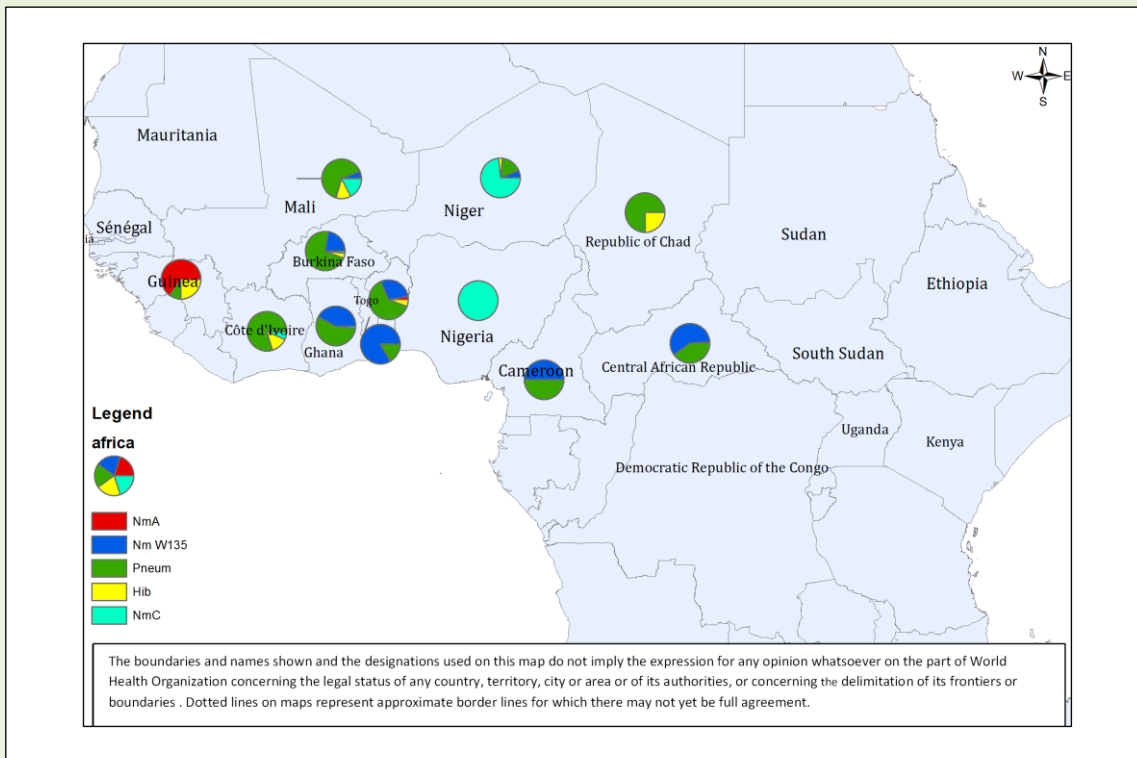 N
W E
S
Mauritania
Mali
Niger
Sénégal
ia
Republic of Chad
Sudan
Burkina Faso
Guinea
Ethiopia
Togo
Côte d'Ivoire
Nigeria
Ghana
South Sudan
Cameroon
Central African Republic
Uganda
Kenya
Democratic Republic of the Congo
Legend
africa
NmA
Nm W135
Pneum
Hib
NmC
The boundaries and names shown and the designations used on this map do not imply the expression for any opinion whatsoever on the part of World
Health Organization concerning the legal status of any country, territory, city or area or of its authorities, or concerning the delimitation of its frontiers or
boundaries . Dotted lines on maps represent approximate border lines for which there may not yet be full agreement.